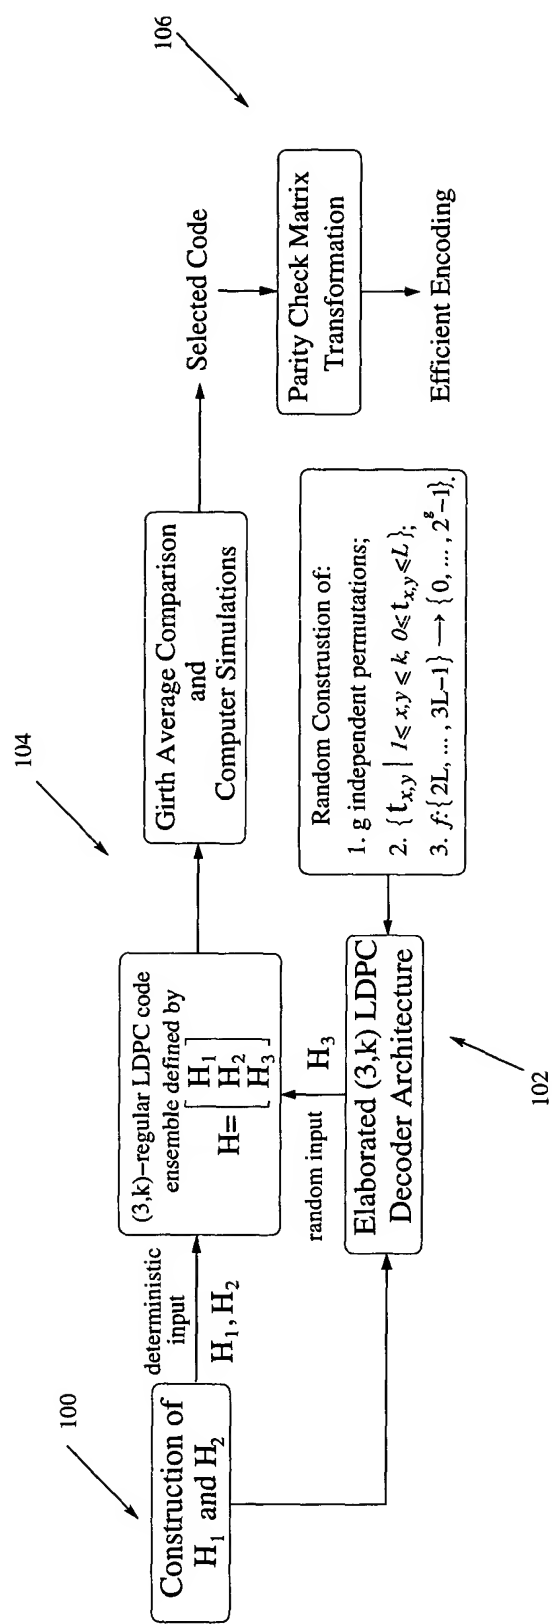 100
Construction of
H1 and H2
deterministic
input
H1, H2
104
(3,k)−regular LDPC code
ensemble defined by
H= [ H1
H2
H3 ]
random input
H3
Elaborated (3,k) LDPC
Decoder Architecture
102
Girth Average Comparison
and
Computer Simulations
Random Constrution of:
1. g independent permutations;
2. { t x,y | 1⩽x,y⩽k, 0⩽t x,y⩽L};
3. f:{2L, ... , 3L−1} → {0, ... , 2^g−1}.
Selected Code
106
Parity Check Matrix
Transformation
Efficient Encoding